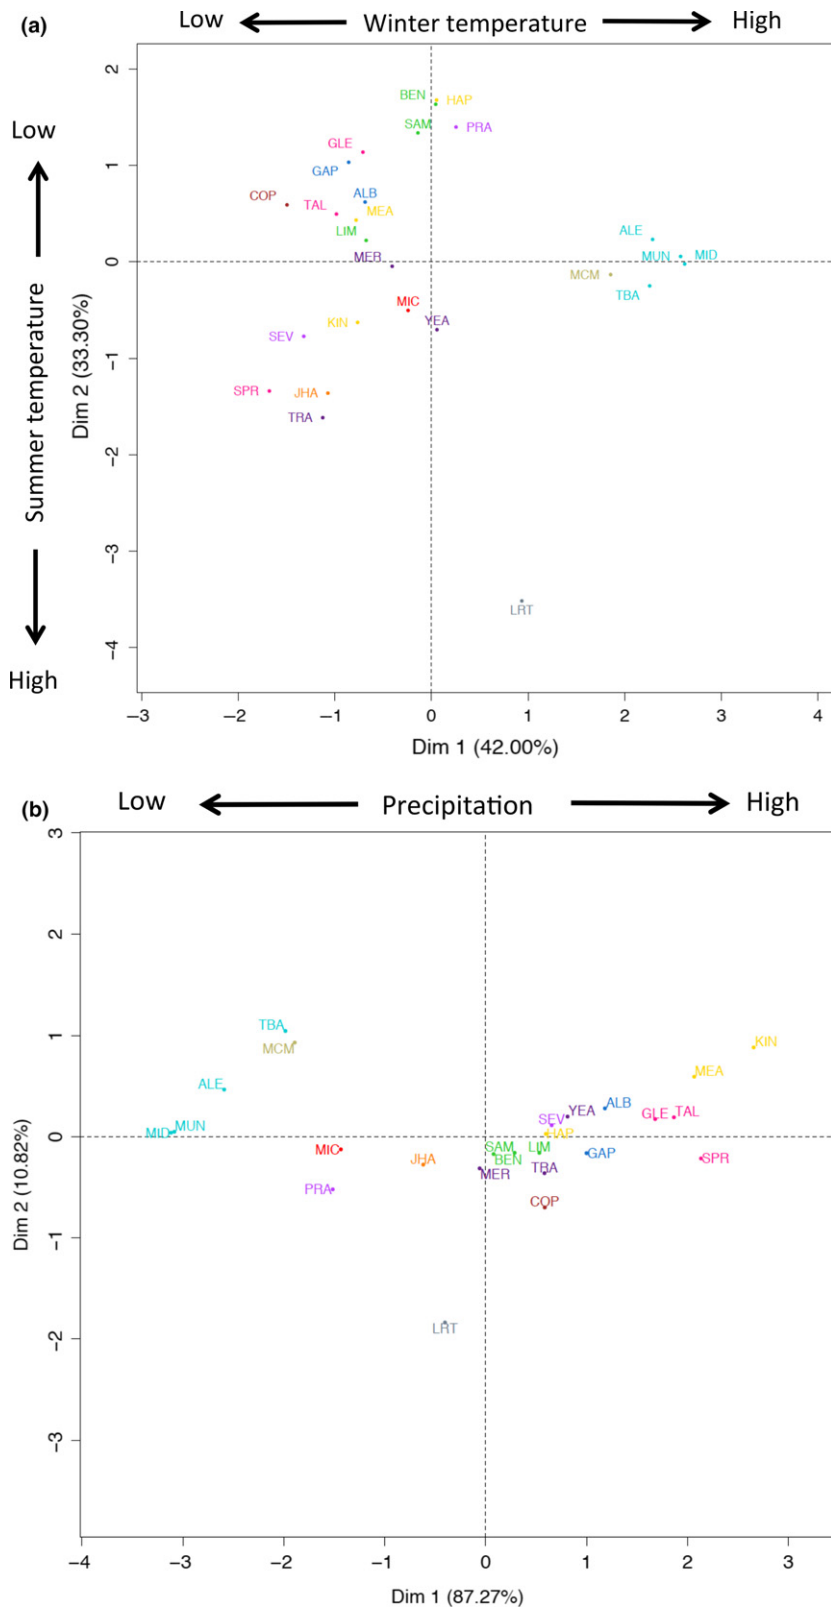 (a) Low Winter temperature High
Low
Summer temperature
High
Dim 2 (33.30%)
2
1
0
−1
−2
−3
−4
BEN HAP
SAM PRA
GLE
GAP
COP ALB
TAL MEA
LIM
MER
ALE
MUN MID
MCM
TBA
MIC
KIN YEA
SEV
SPR JHA
TRA
LRT
−3 −2 −1 0 1 2 3 4
Dim 1 (42.00%)
(b) Low Precipitation High
Dim 2 (10.82%)
3
2
1
0
−1
−2
−3
TBA
MCM
KIN
MEA
ALE
MID MUN
ALB
YEA GLE TAL
SEV
HAP
MIC SAM LIM
JHA BEN GAP SPR
MER TRA
PRA
COP
LRT
−4 −3 −2 −1 0 1 2 3
Dim 1 (87.27%)